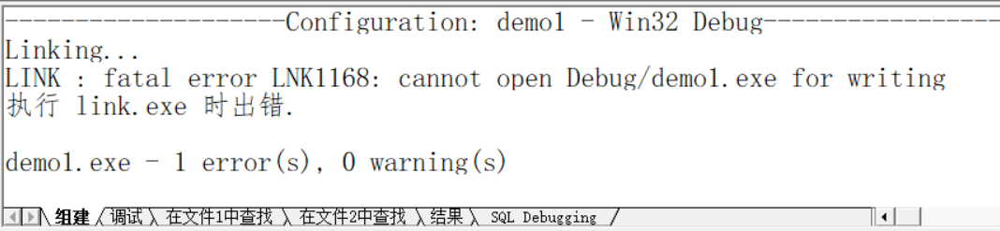 --------------------Configuration: demo1 - Win32 Debug-----------------
Linking...
LINK : fatal error LNK1168: cannot open Debug/demo1.exe for writing
执行 link.exe 时出错.
demo1.exe - 1 error(s), 0 warning(s)
组建 调试 在文件1中查找 在文件2中查找 结果 SQL Debugging